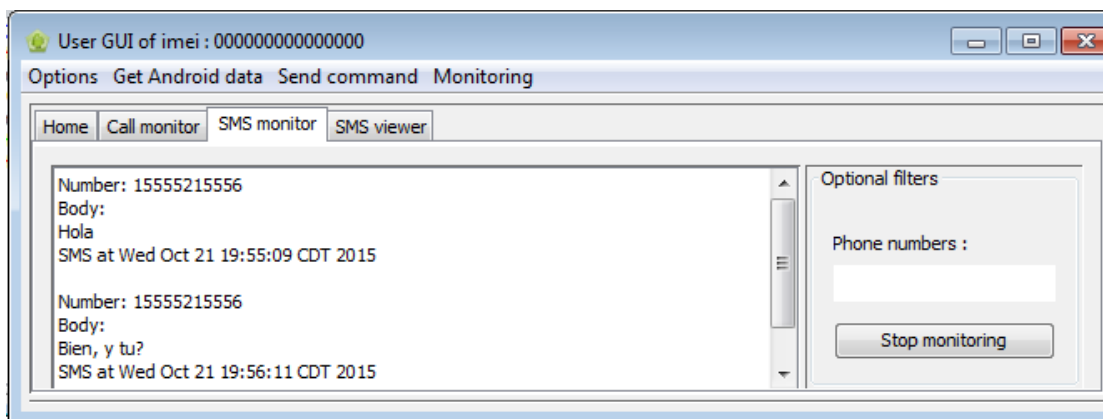 User GUI of imei : 000000000000000
Options Get Android data Send command Monitoring
Home Call monitor SMS monitor SMS viewer
Number: 15555215556
Body:
Hola
SMS at Wed Oct 21 19:55:09 CDT 2015
Number: 15555215556
Body:
Bien, y tu?
SMS at Wed Oct 21 19:56:11 CDT 2015
Optional filters
Phone numbers :
Stop monitoring